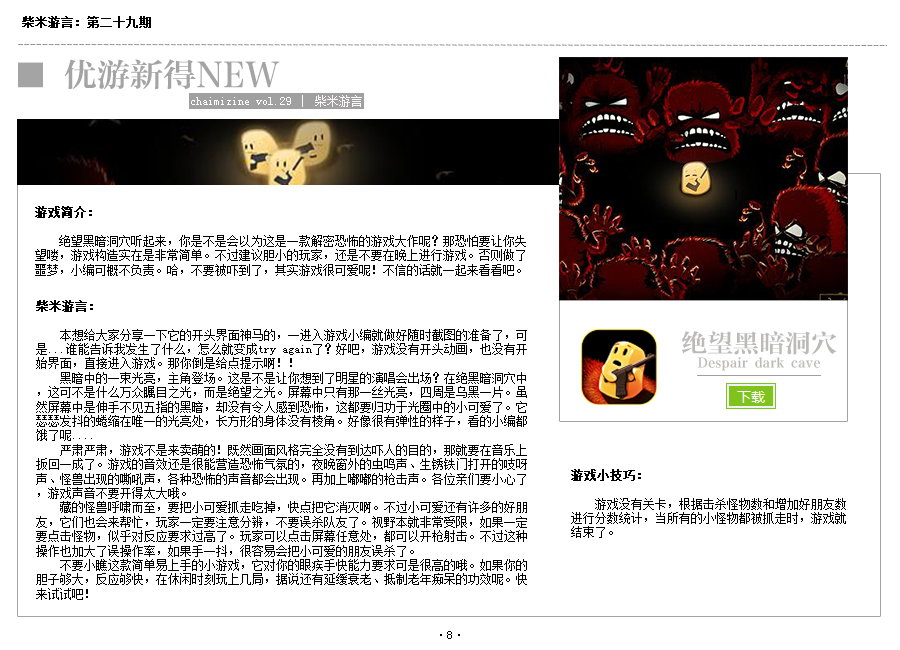 柴米游言：第二十九期
优游新得NEW
chaimizine vol.29 | 柴米游言
游戏简介：
绝望黑暗洞穴听起来，你是不是会以为这是一款解密恐怖的游戏大作呢？那恐怕要让你失
望喽，游戏构造实在是非常简单。不过建议胆小的玩家，还是不要在晚上进行游戏。否则做了
噩梦，小编可概不负责。哈，不要被吓到了，其实游戏很可爱呢！不信的话就一起来看看吧。
柴米游言：
本想给大家分享一下它的开头界面神马的，一进入游戏小编就做好随时截图的准备了，可
是...谁能告诉我发生了什么，怎么就变成try again了？好吧，游戏没有开头动画，也没有开
始界面，直接进入游戏。那你倒是给点提示啊！！
黑暗中的一束光亮，主角登场。这是不是让你想到了明星的演唱会出场？在绝黑暗洞穴中
，这可不是什么万众瞩目之光，而是绝望之光。屏幕中只有那一丝光亮，四周是乌黑一片。虽
然屏幕中是伸手不见五指的黑暗，却没有令人感到恐怖，这都要归功于光圈中的小可爱了。它
瑟瑟发抖的蜷缩在唯一的光亮处，长方形的身体没有棱角。好像很有弹性的样子，看的小编都
饿了呢....
严肃严肃，游戏不是来卖萌的！既然画面风格完全没有到达吓人的目的，那就要在音乐上
扳回一成了。游戏的音效还是很能营造恐怖气氛的，夜晚窗外的虫鸣声、生锈铁门打开的吱呀
声、怪兽出现的嘶吼声，各种恐怖的声音都会出现。再加上嘟嘟的枪击声。各位亲们要小心了
，游戏声音不要开得太大哦。
藏的怪兽呼啸而至，要把小可爱抓走吃掉，快点把它消灭啊。不过小可爱还有许多的好朋
友，它们也会来帮忙，玩家一定要注意分辨，不要误杀队友了。视野本就非常受限，如果一定
要点击怪物，似乎对反应要求过高了。玩家可以点击屏幕任意处，都可以开枪射击。不过这种
操作也加大了误操作率，如果手一抖，很容易会把小可爱的朋友误杀了。
不要小瞧这款简单易上手的小游戏，它对你的眼疾手快能力要求可是很高的哦。如果你的
胆子够大，反应够快，在休闲时刻玩上几局，据说还有延缓衰老、抵制老年痴呆的功效呢。快
来试试吧！
绝望黑暗洞穴
Despair dark cave
下载
游戏小技巧：
游戏没有关卡，根据击杀怪物数和增加好朋友数
进行分数统计，当所有的小怪物都被抓走时，游戏就
结束了。
·8·